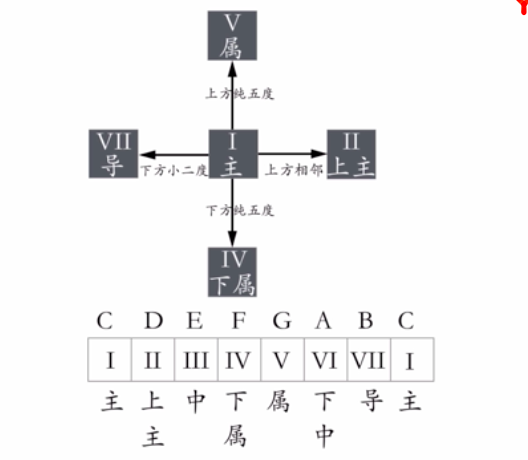 V
属
上方纯五度
VII
导
下方小二度
I
主
上方相邻
II
上主
下方纯五度
IV
下属
C D E F G A B C
I II III IV V VI VII I
主 上主 中 下属 属 下中 导 主